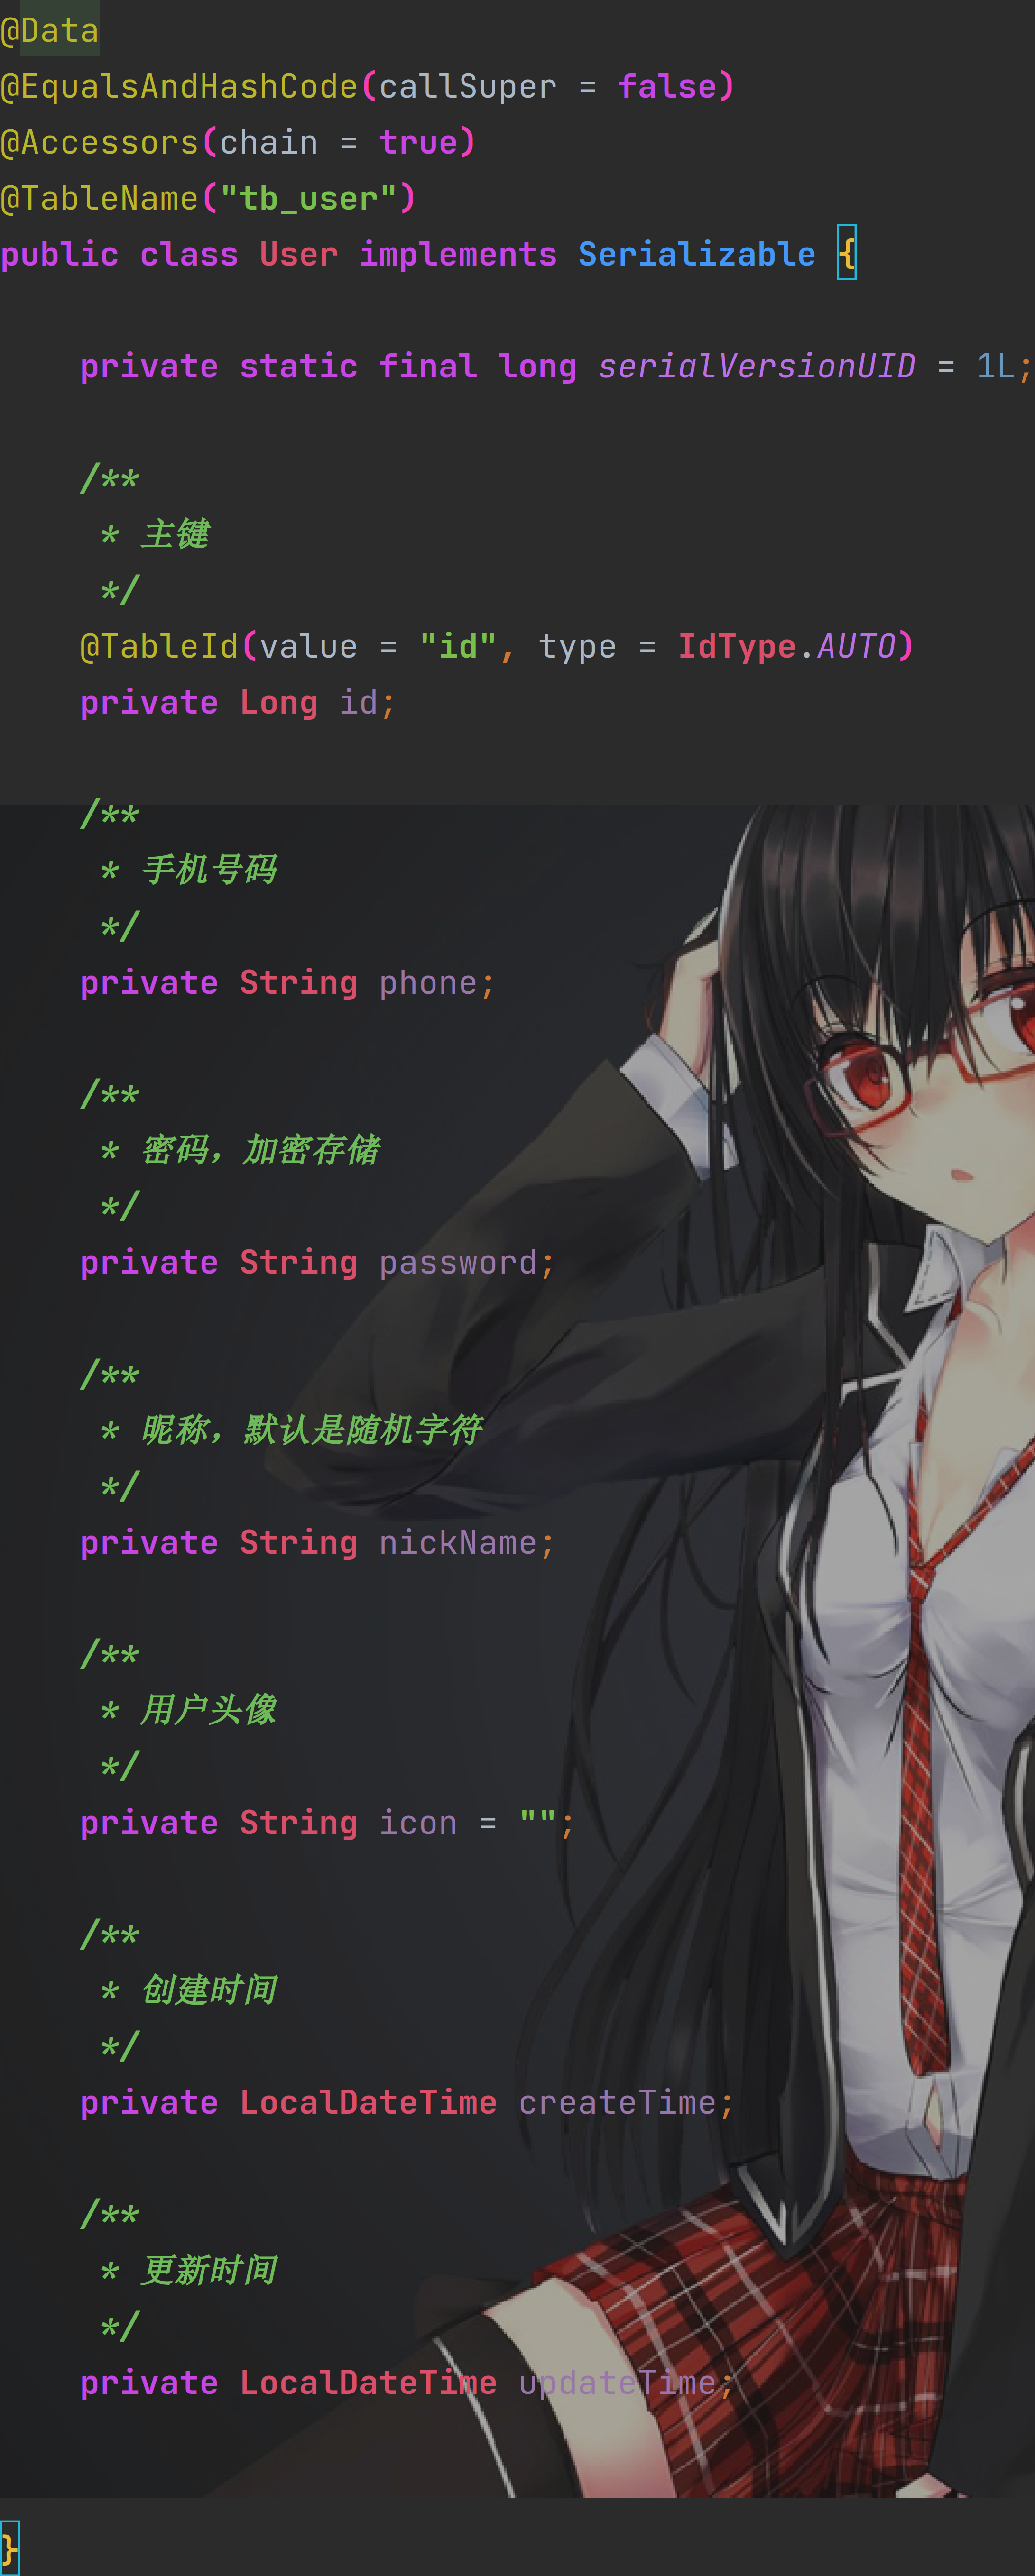 @Data
@EqualsAndHashCode(callSuper = false)
@Accessors(chain = true)
@TableName("tb_user")
public class User implements Serializable {
private static final long serialVersionUID = 1L;
/**
* 主键
*/
@TableId(value = "id", type = IdType.AUTO)
private Long id;
/**
* 手机号码
*/
private String phone;
/**
* 密码，加密存储
*/
private String password;
/**
* 昵称，默认是随机字符
*/
private String nickName;
/**
* 用户头像
*/
private String icon = "";
/**
* 创建时间
*/
private LocalDateTime createTime;
/**
* 更新时间
*/
private LocalDateTime updateTime;
}